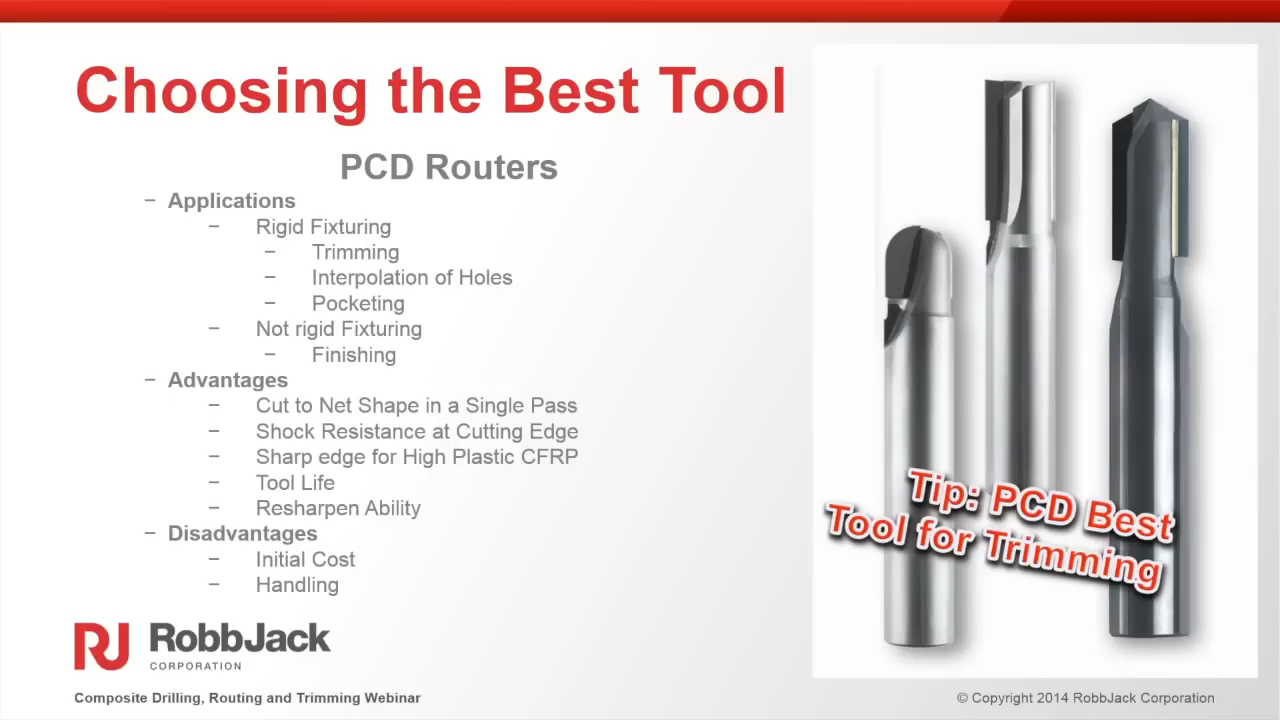 Choosing the Best Tool
PCD Routers
− Applications
− Rigid Fixturing
− Trimming
− Interpolation of Holes
− Pocketing
− Not rigid Fixturing
− Finishing
− Advantages
− Cut to Net Shape in a Single Pass
− Shock Resistance at Cutting Edge
− Sharp edge for High Plastic CFRP
− Tool Life
− Resharpen Ability
− Disadvantages
− Initial Cost
− Handling
Tip: PCD Best
Tool for Trimming
RJ RobbJack
CORPORATION
Composite Drilling, Routing and Trimming Webinar
© Copyright 2014 RobbJack Corporation